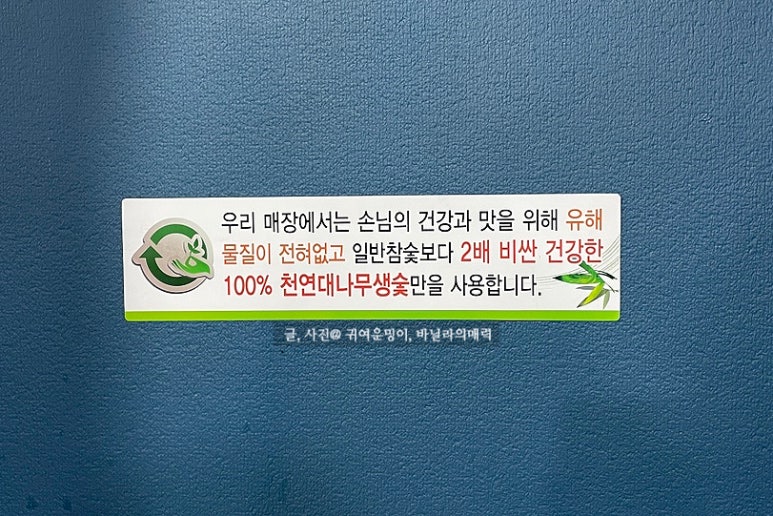 우리 매장에서는 손님의 건강과 맛을 위해 유해
물질이 전혀없고 일반참숯보다 2배 비싼 건강한
100% 천연대나무생숯만을 사용합니다.
글, 사진@ 귀여운밍이, 바닐라의매력